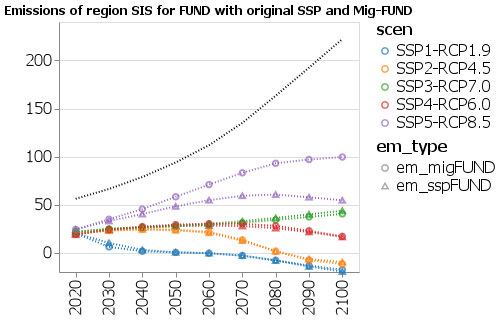 Emissions of region SIS for FUND with original SSP and Mig-FUND
200
150
100
50
0
2020
2030
2040
2050
2060
2070
2080
2090
2100
scen
SSP1-RCP1.9
SSP2-RCP4.5
SSP3-RCP7.0
SSP4-RCP6.0
SSP5-RCP8.5
em_type
em_migFUND
em_sspFUND